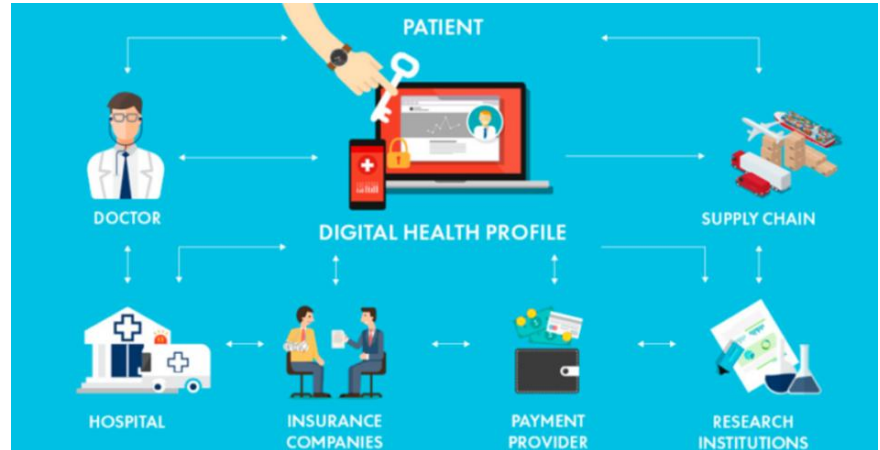 PATIENT
DOCTOR
SUPPLY CHAIN
DIGITAL HEALTH PROFILE
HOSPITAL
INSURANCE
COMPANIES
PAYMENT
PROVIDER
RESEARCH
INSTITUTIONS